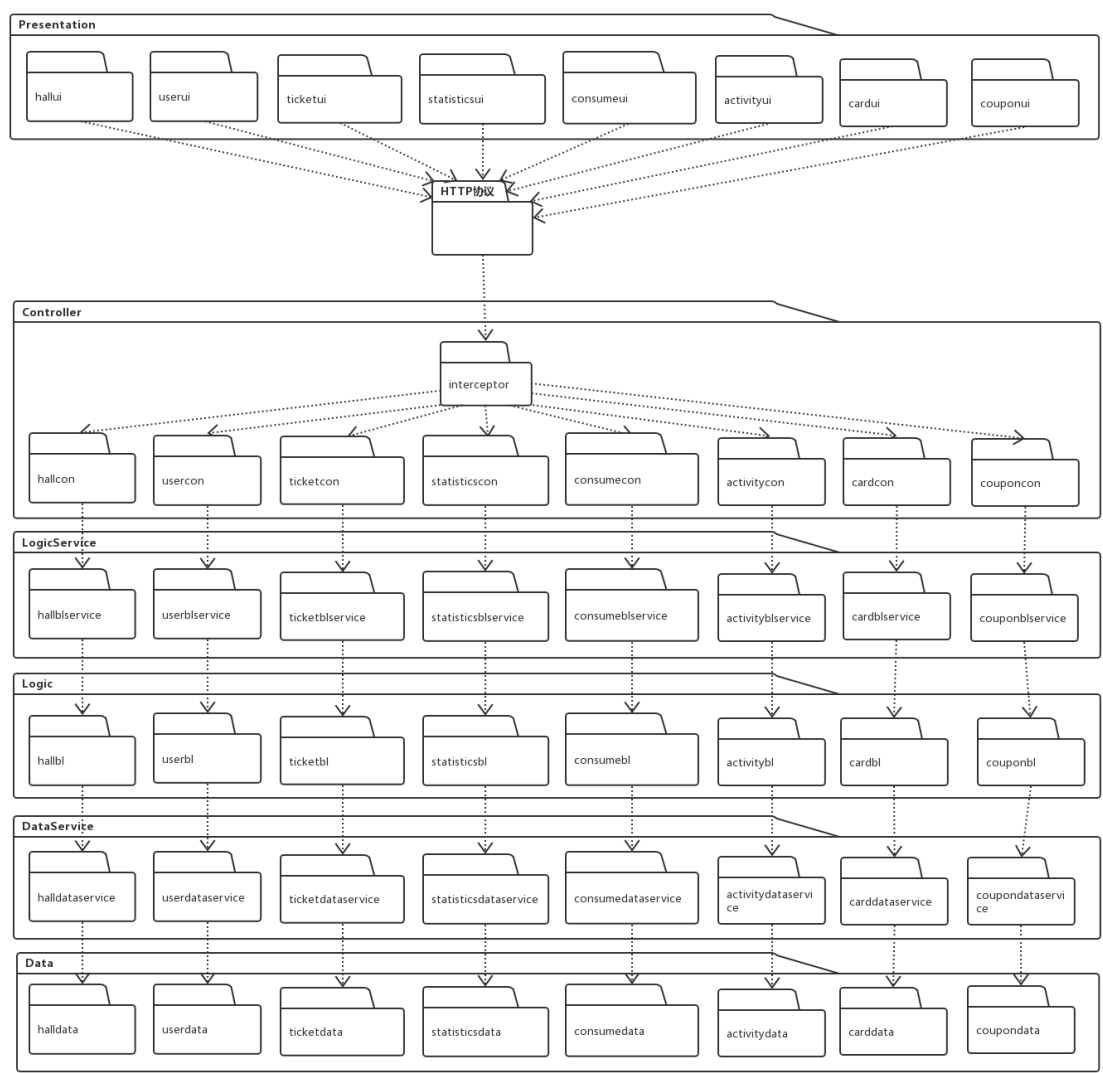 Presentation
hallui
userui
ticketui
statisticsui
consumeui
activityui
cardui
couponui
HTTP协议
Controller
interceptor
hallcon
usercon
ticketcon
statisticscon
consumecon
activitycon
cardcon
couponcon
LogicService
hallblservice
userblservice
ticketblservice
statisticsblservice
consumeblservice
activityblservice
cardblservice
couponblservice
Logic
hallbl
userbl
ticketbl
statisticsbl
consumebl
activitybl
cardbl
couponbl
DataService
halldataservice
userdataservice
ticketdataservice
statisticsdataservice
consumedataservice
activitydataservi
ce
carddataservice
coupondataservi
ce
Data
halldata
userdata
ticketdata
statisticsdata
consumedata
activitydata
carddata
coupondata